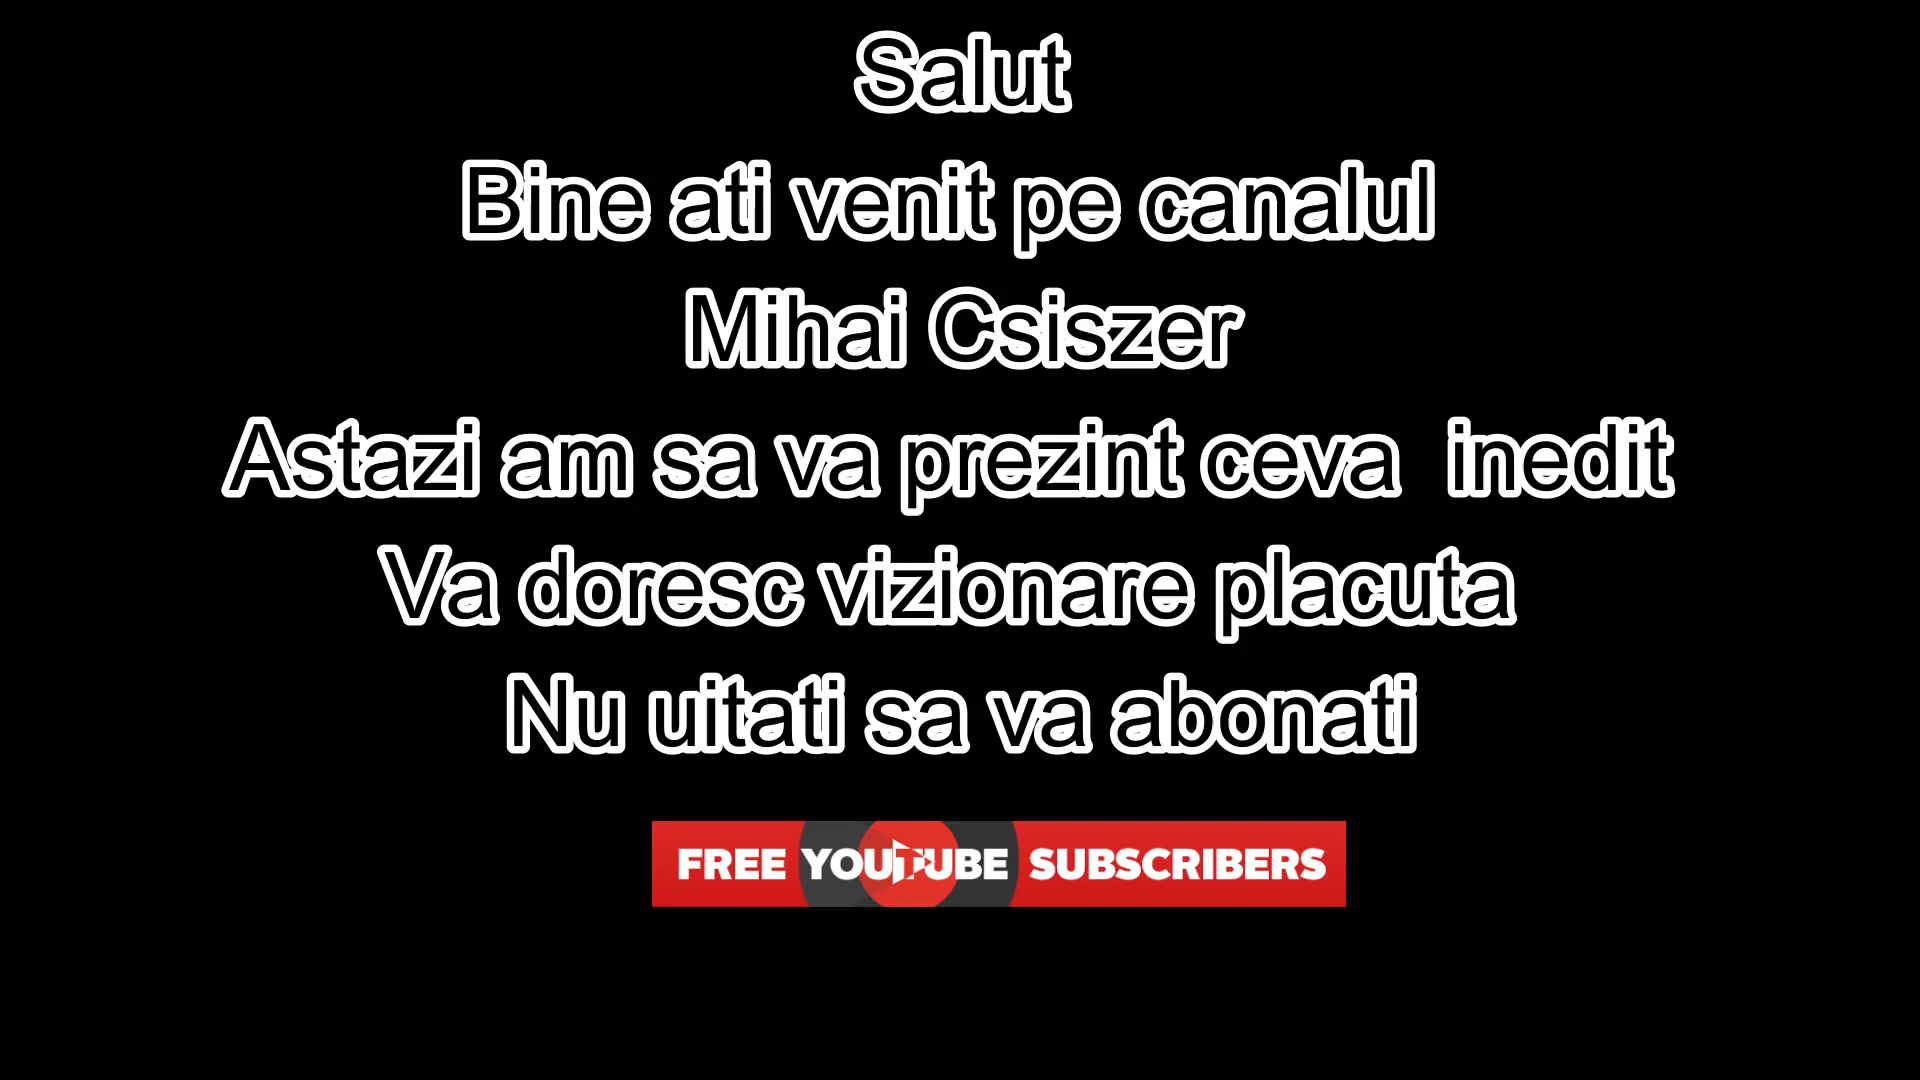 Salut
Bine ati venit pe canalul
Mihai Csiszer
Astazi am sa va prezint ceva  inedit
Va doresc vizionare placuta
Nu uitati sa va abonati
FREE YOUTUBE SUBSCRIBERS